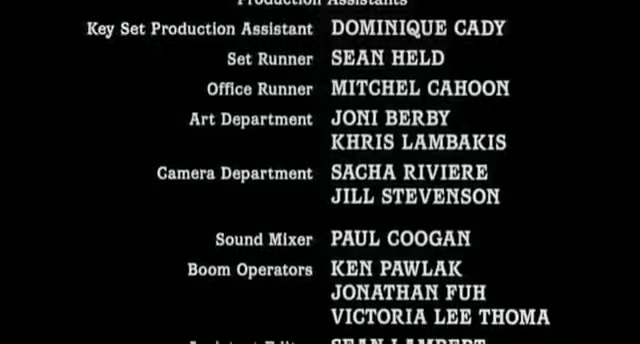 Production Assistants
Key Set Production Assistant DOMINIQUE CADY
Set Runner SEAN HELD
Office Runner MITCHEL CAHOON
Art Department JONI BERBY
KHRIS LAMBAKIS
Camera Department SACHA RIVIERE
JILL STEVENSON
Sound Mixer PAUL COOGAN
Boom Operators KEN PAWLAK
JONATHAN FUH
VICTORIA LEE THOMA
SEAN LAMBERT